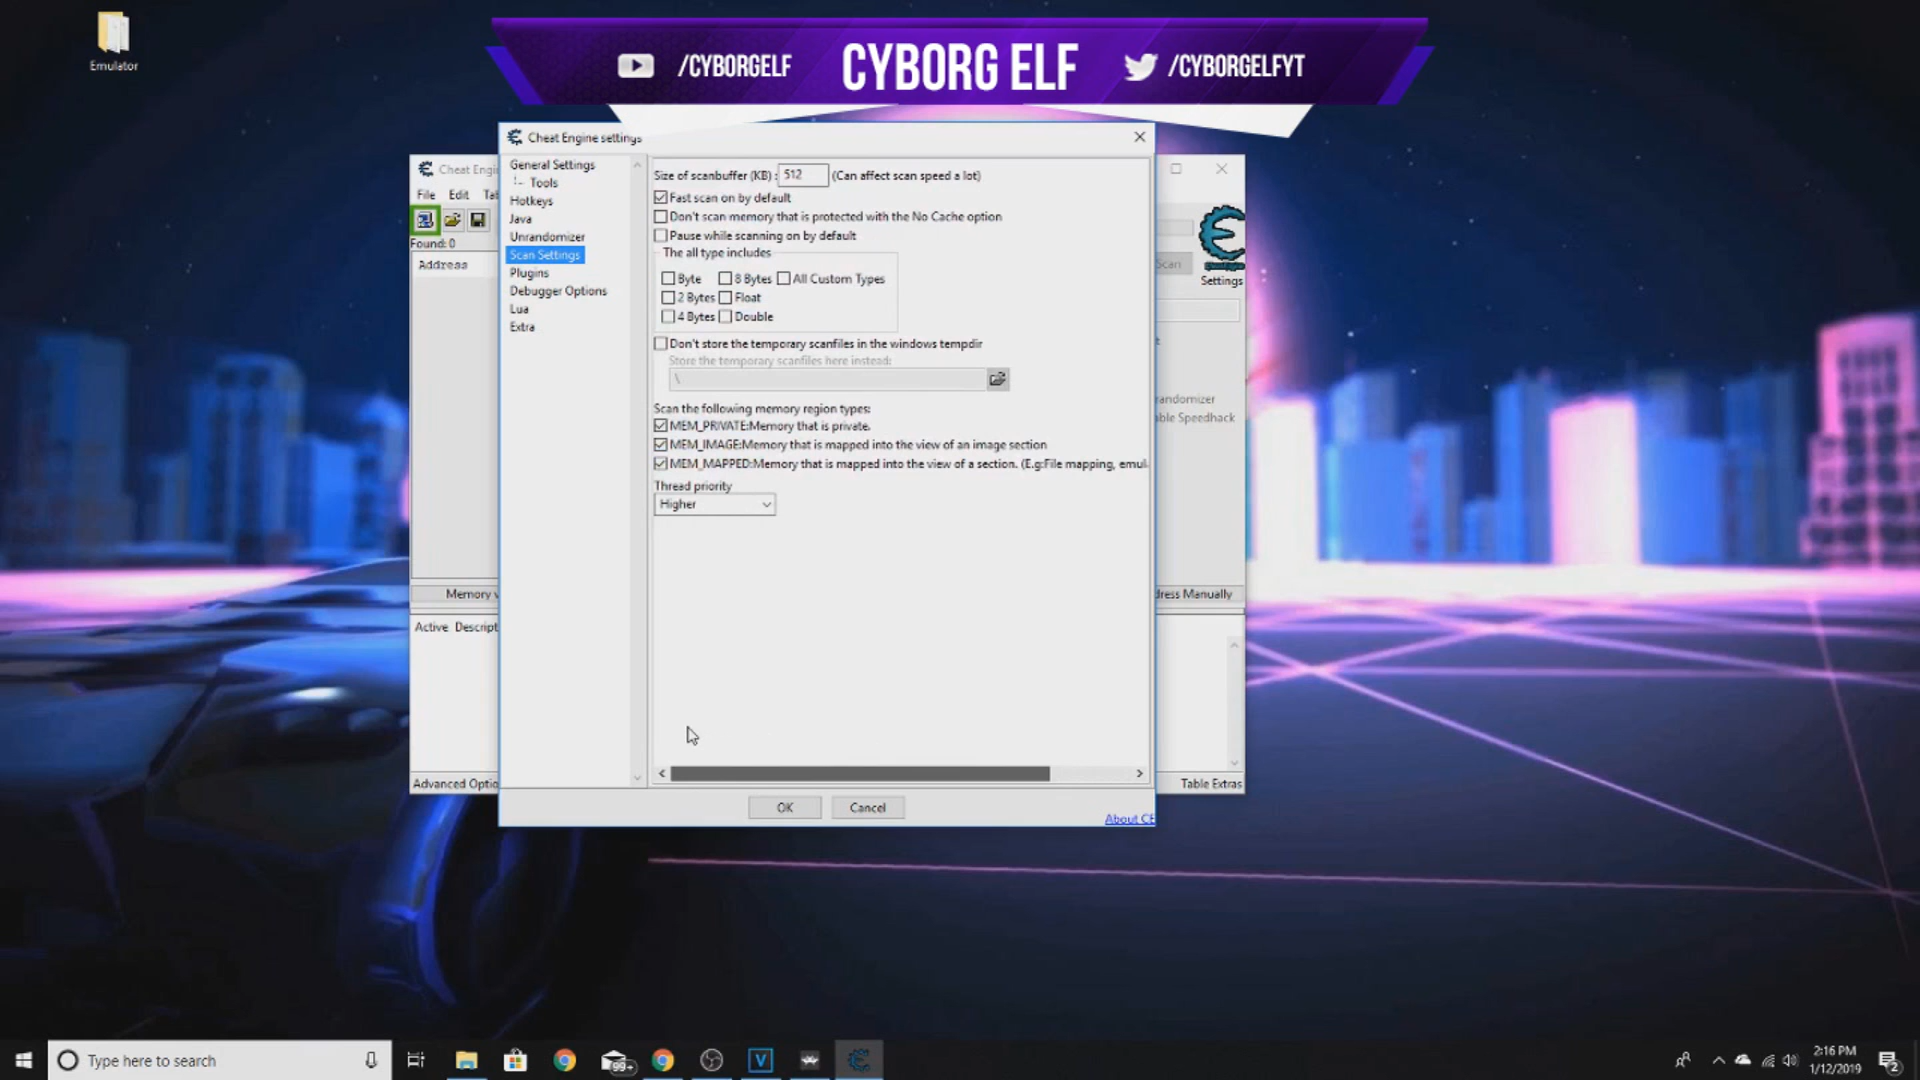 Emulator
/CYBORGELF
CYBORG ELF
/CYBORGELFYT
Cheat Engine settings
Cheat Engi
File Edit Ta
Found: 0
Address
Memory v
Active Descript
Advanced Optio
General Settings
Tools
Hotkeys
Java
Unrandomizer
Scan Settings
Plugins
Debugger Options
Lua
Extra
Size of scanbuffer (KB) : 512 (Can affect scan speed a lot)
Fast scan on by default
Don't scan memory that is protected with the No Cache option
Pause while scanning on by default
The all type includes
Byte 8 Bytes All Custom Types
2 Bytes Float
4 Bytes Double
Don't store the temporary scanfiles in the windows tempdir
Store the temporary scanfiles here instead:
\
Scan the following memory region types:
MEM_PRIVATE:Memory that is private.
MEM_IMAGE:Memory that is mapped into the view of an image section
MEM_MAPPED:Memory that is mapped into the view of a section. (E.g:File mapping, emul
Thread priority
Higher
OK Cancel
About CE
Scan
Settings
t
randomizer
ble Speedhack
dress Manually
Table Extras
Type here to search
99+
V
2:16 PM
1/12/2019
2